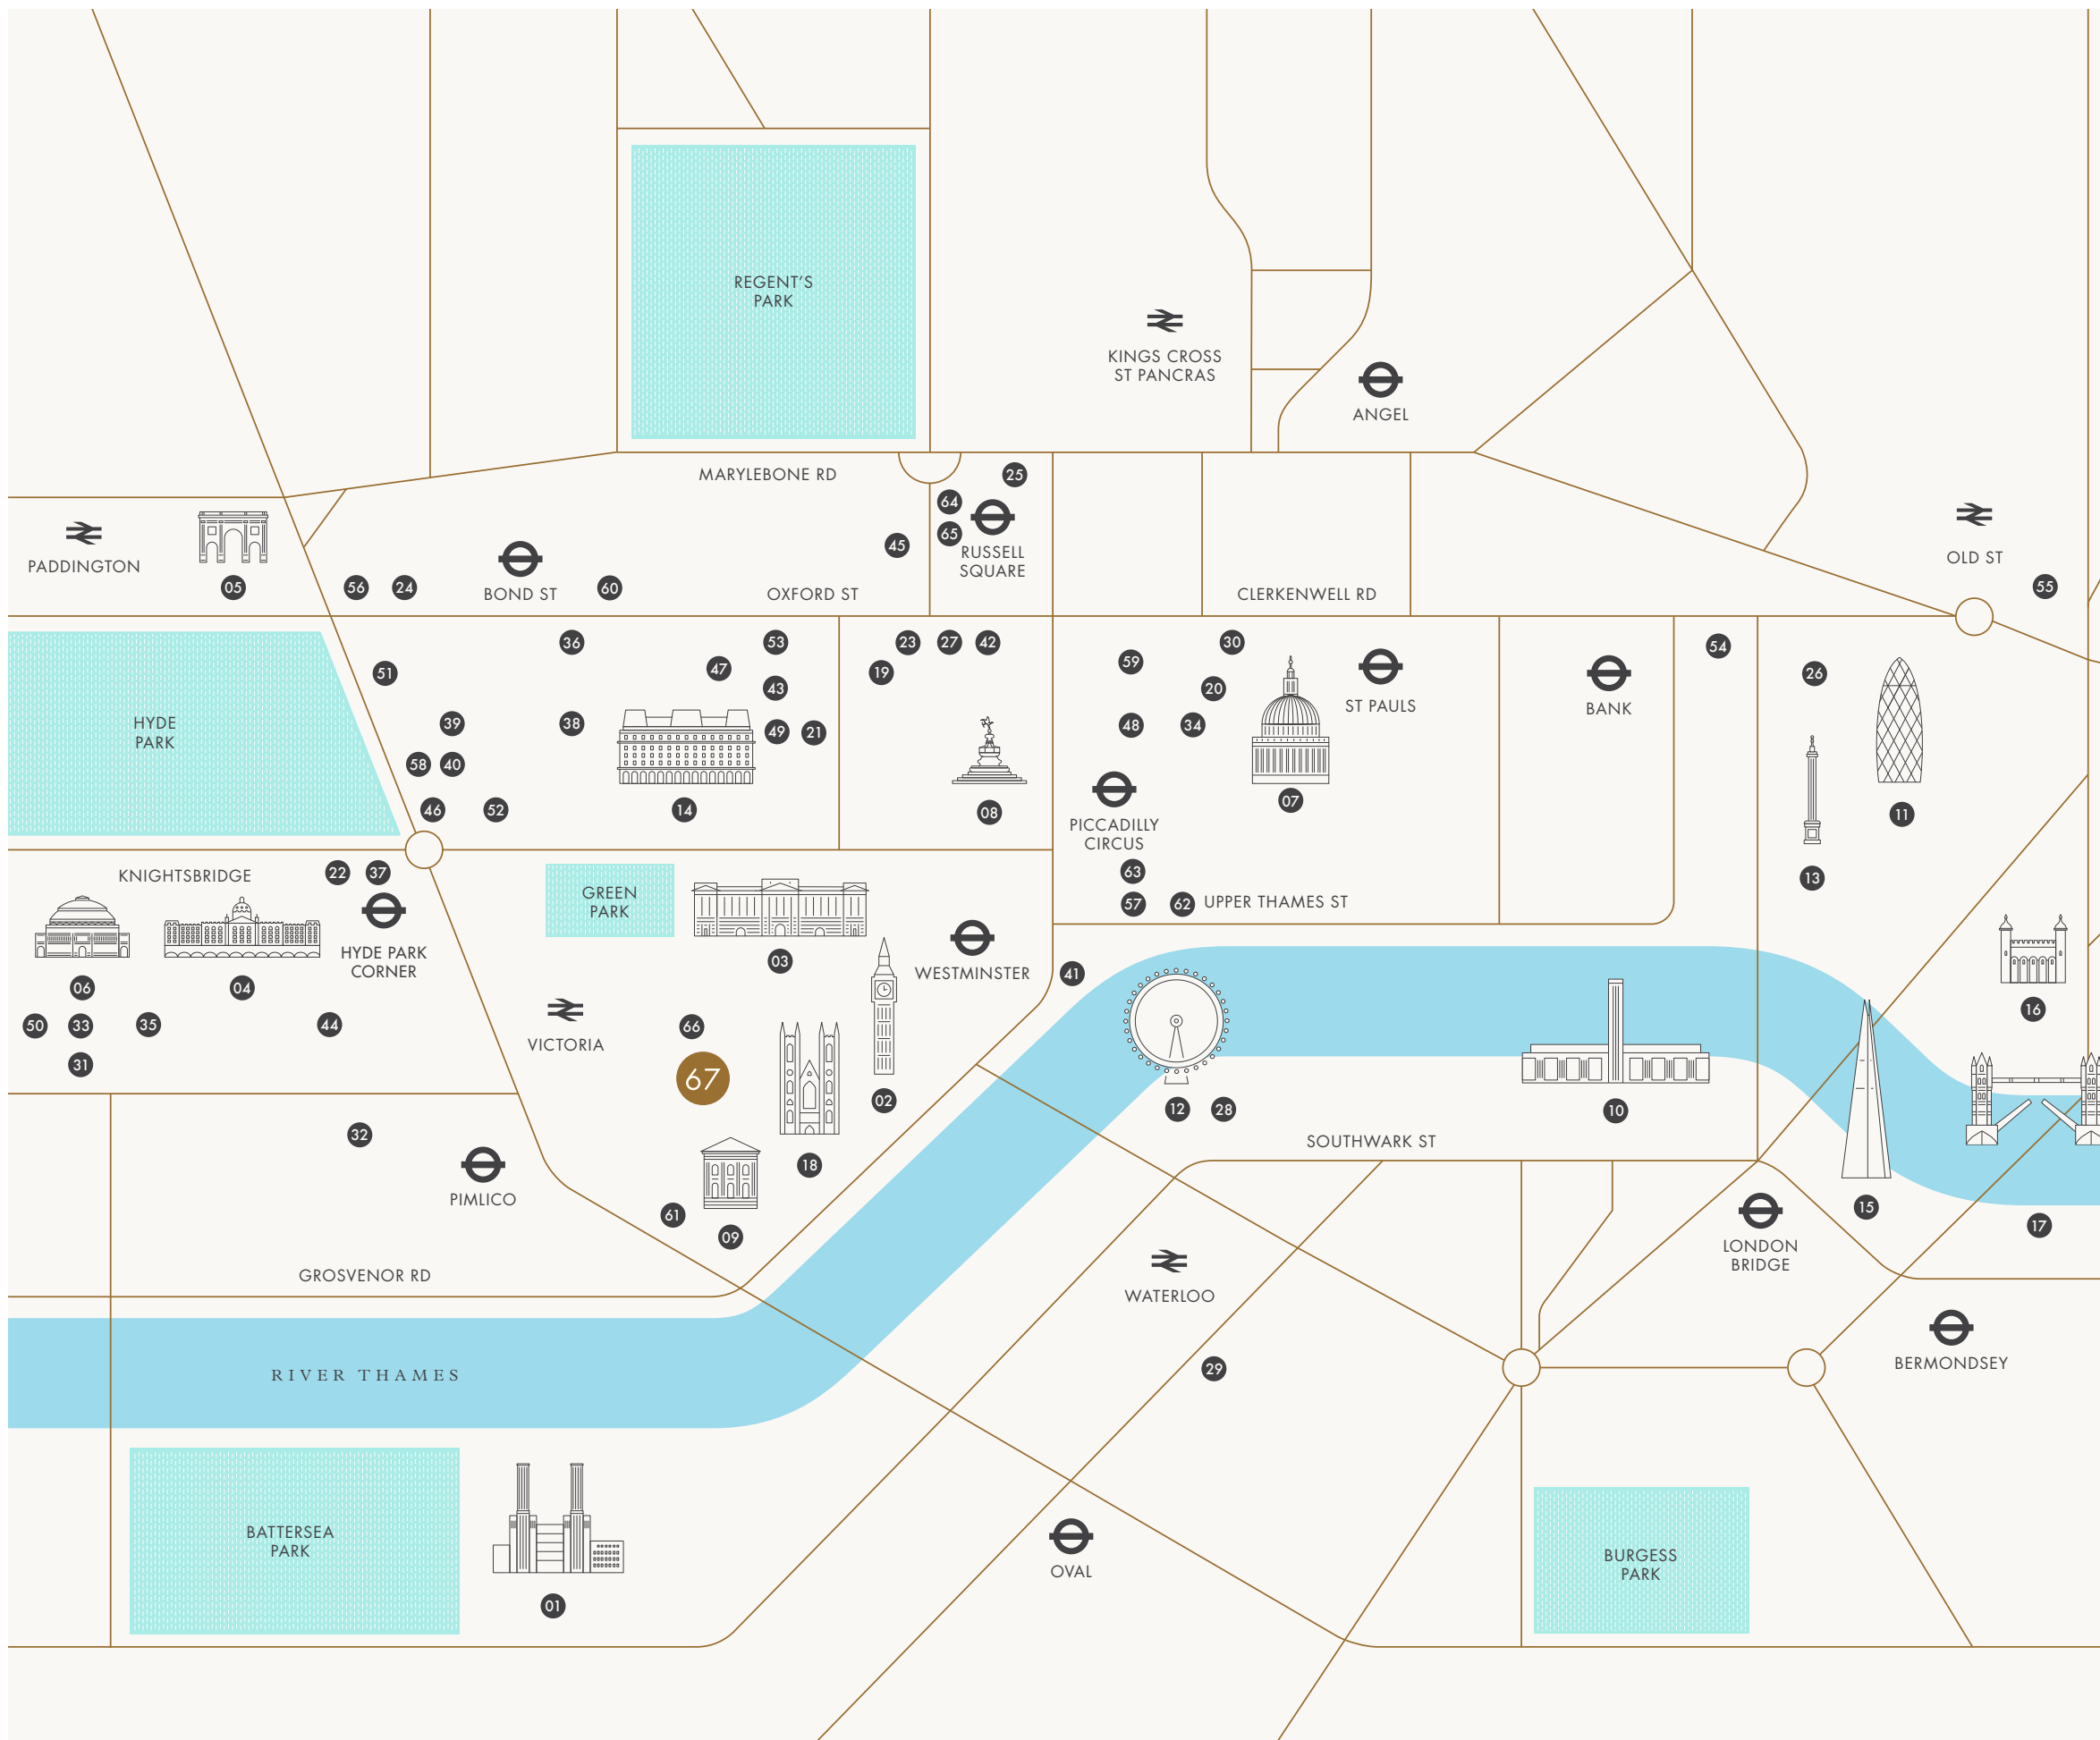 REGENT'S
PARK
KINGS CROSS
ST PANCRAS
ANGEL
MARYLEBONE RD
25
64
65
RUSSELL
SQUARE
45
PADDINGTON
05
56
24
BOND ST
60
OXFORD ST
CLERKENWELL RD
OLD ST
55
51
36
53
47
43
39
38
49
21
58
40
46
52
14
HYDE
PARK
23
27
42
19
08
59
30
20
48
34
ST PAULS
07
PICCADILLY
CIRCUS
63
57
62
UPPER THAMES ST
BANK
54
26
11
13
KNIGHTSBRIDGE
22
37
HYDE PARK
CORNER
06
04
50
33
35
44
31
GREEN
PARK
03
WESTMINSTER
41
VICTORIA
66
67
02
18
61
09
32
PIMLICO
GROSVENOR RD
12
28
10
SOUTHWARK ST
16
15
17
LONDON
BRIDGE
WATERLOO
29
BERMONDSEY
RIVER THAMES
BATTERSEA
PARK
01
OVAL
BURGESS
PARK